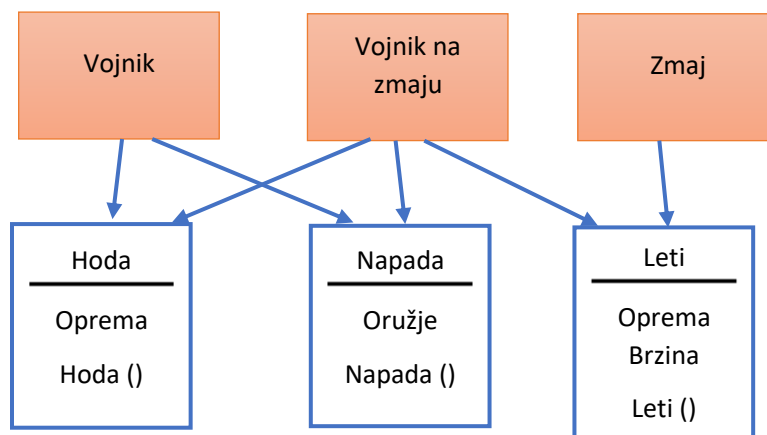 Vojnik
Vojnik na
zmaju
Zmaj
Hoda
Oprema
Hoda ()
Napada
Oružje
Napada ()
Leti
Oprema
Brzina
Leti ()